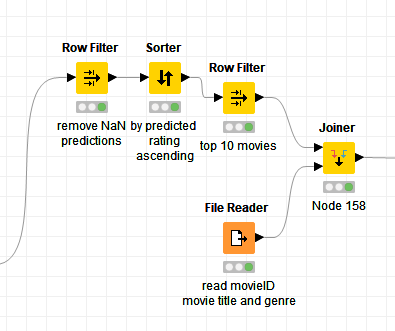 Row Filter
remove NaN
predictions
Sorter
by predicted
rating
ascending
Row Filter
top 10 movies
Joiner
Node 158
File Reader
read movieID
movie title and genre